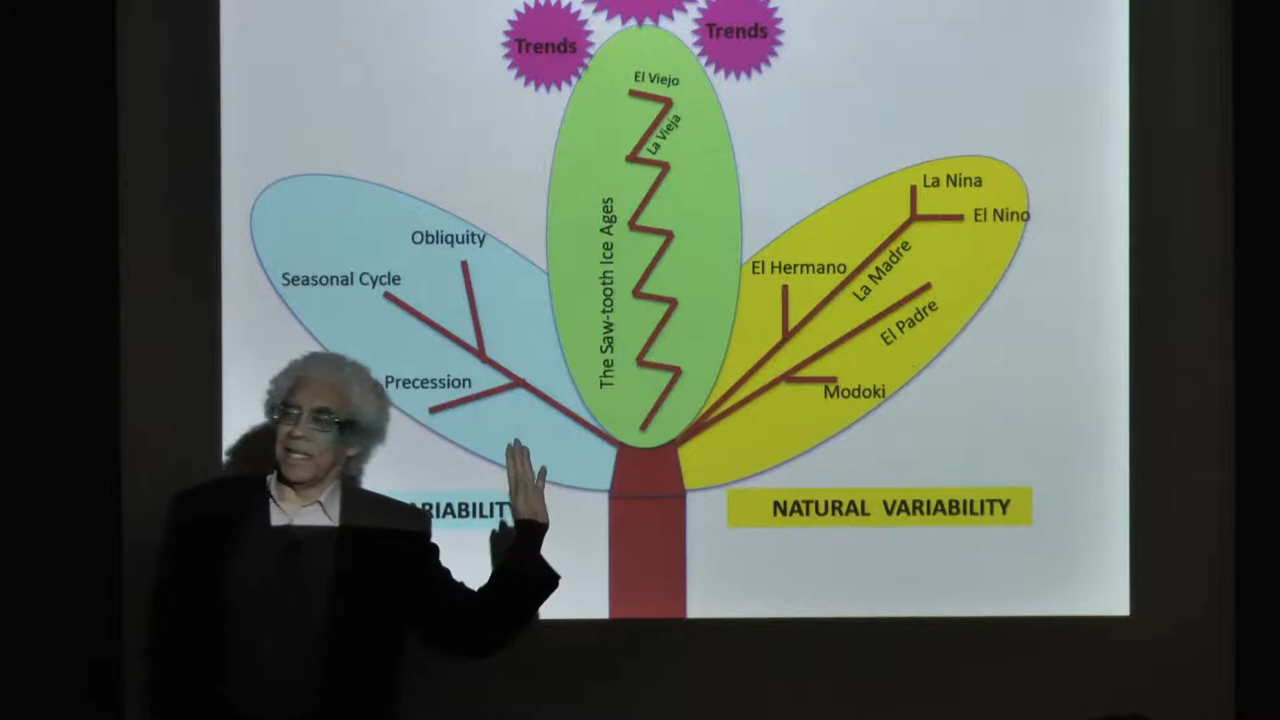 Trends
Trends
El Viejo
La Vieja
The Saw-tooth Ice Ages
Obliquity
Seasonal Cycle
Precession
La Nina
El Nino
El Hermano
La Madre
El Padre
Modoki
NATURAL VARIABILITY